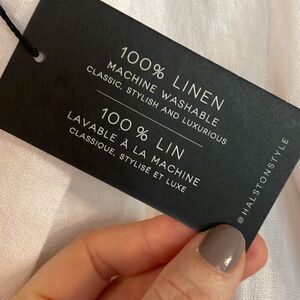 100% LINEN
MACHINE WASHABLE
CLASSIC, STYLISH AND LUXURIOUS
100 % LIN
LAVABLE À LA MACHINE
CLASSIQUE, STYLISÉ ET LUXE
@HALSTONSTYLE